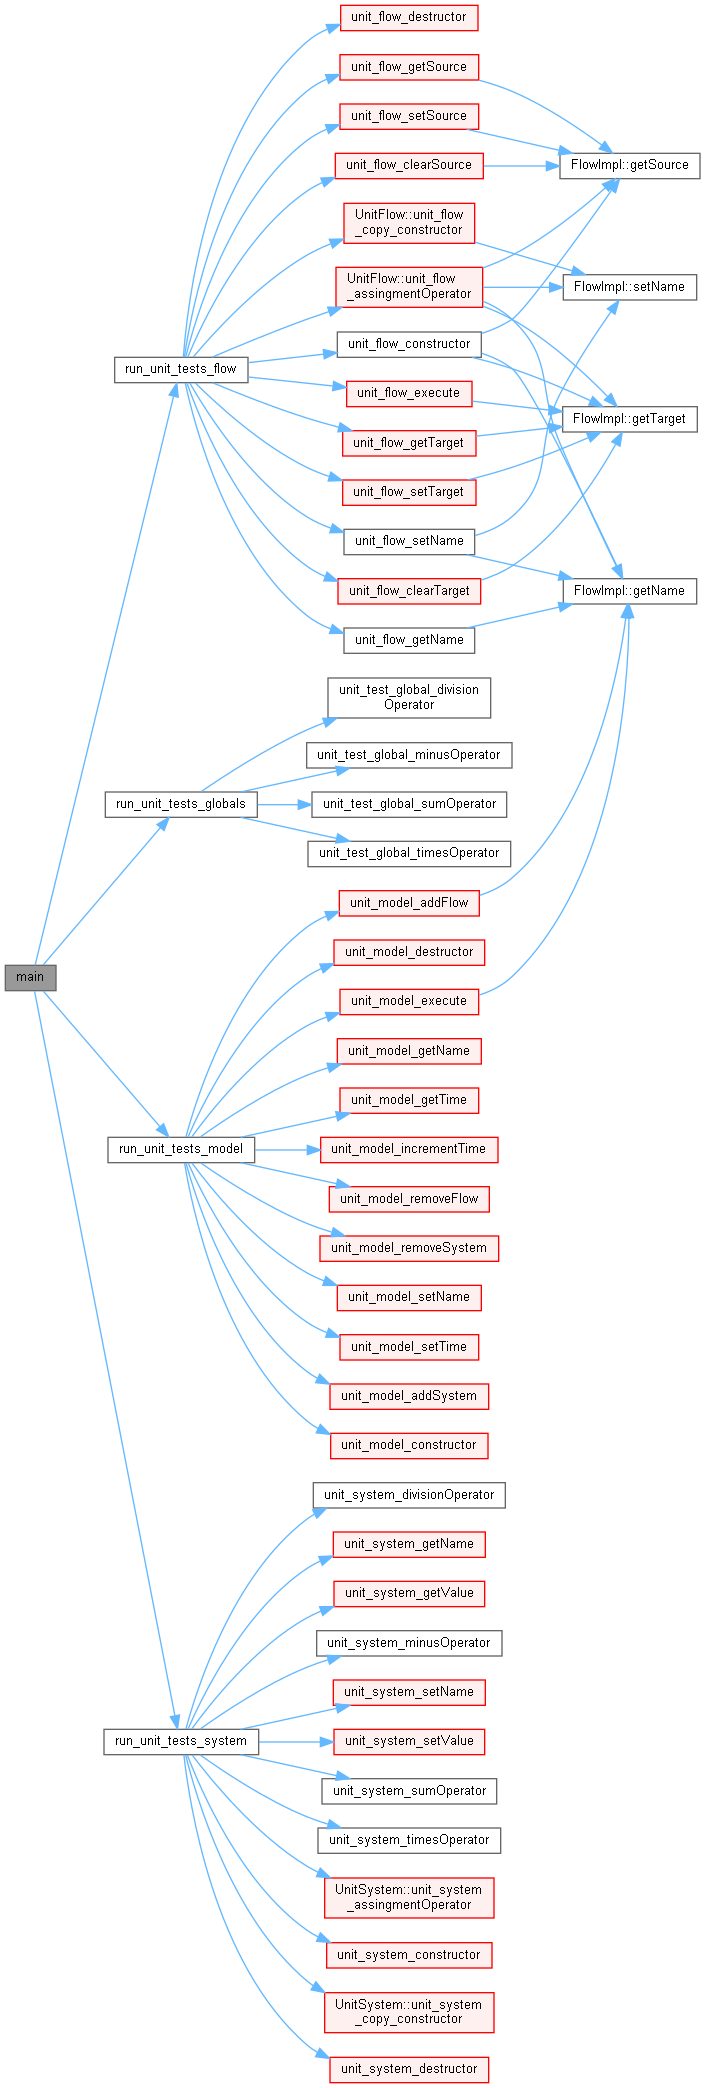 unit_flow_destructor
unit_flow_getSource
unit_flow_setSource
unit_flow_clearSource
FlowImpl::getSource
UnitFlow::unit_flow
_copy_constructor
UnitFlow::unit_flow
_assingmentOperator
FlowImpl::setName
unit_flow_constructor
run_unit_tests_flow
unit_flow_execute
FlowImpl::getTarget
unit_flow_getTarget
unit_flow_setTarget
unit_flow_setName
unit_flow_clearTarget
FlowImpl::getName
unit_flow_getName
unit_test_global_division
Operator
unit_test_global_minusOperator
run_unit_tests_globals
unit_test_global_sumOperator
unit_test_global_timesOperator
unit_model_addFlow
unit_model_destructor
main
unit_model_execute
unit_model_getName
unit_model_getTime
run_unit_tests_model
unit_model_incrementTime
unit_model_removeFlow
unit_model_removeSystem
unit_model_setName
unit_model_setTime
unit_model_addSystem
unit_model_constructor
unit_system_divisionOperator
unit_system_getName
unit_system_getValue
unit_system_minusOperator
unit_system_setName
run_unit_tests_system
unit_system_setValue
unit_system_sumOperator
unit_system_timesOperator
UnitSystem::unit_system
_assingmentOperator
unit_system_constructor
UnitSystem::unit_system
_copy_constructor
unit_system_destructor